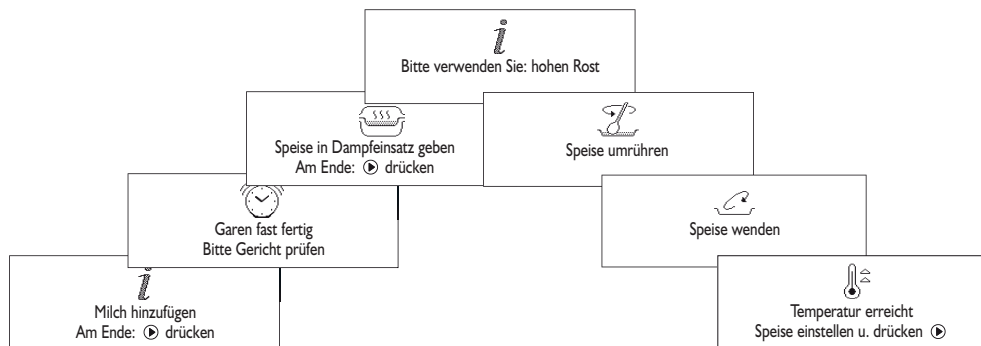 Bitte verwenden Sie: hohen Rost
Speise in Dampfeinsatz geben
Am Ende: drücken
Speise umrühren
Garen fast fertig
Bitte Gericht prüfen
Speise wenden
Milch hinzufügen
Am Ende: drücken
Temperatur erreicht
Speise einstellen u. drücken